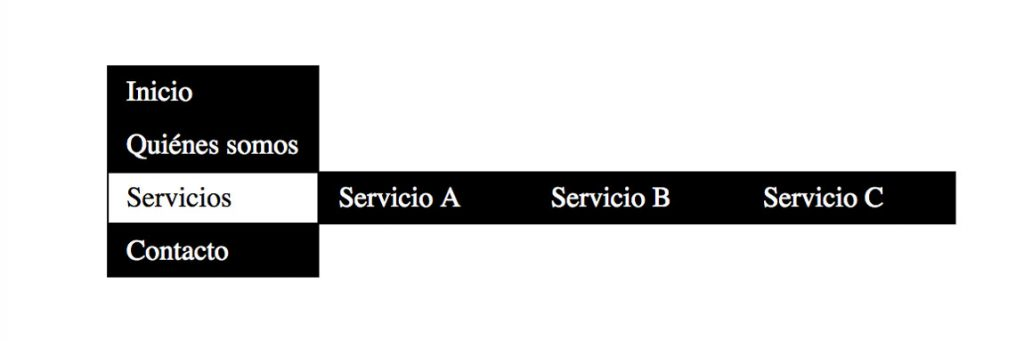 Inicio
Quiénes somos
Servicios Servicio A Servicio B Servicio C
Contacto